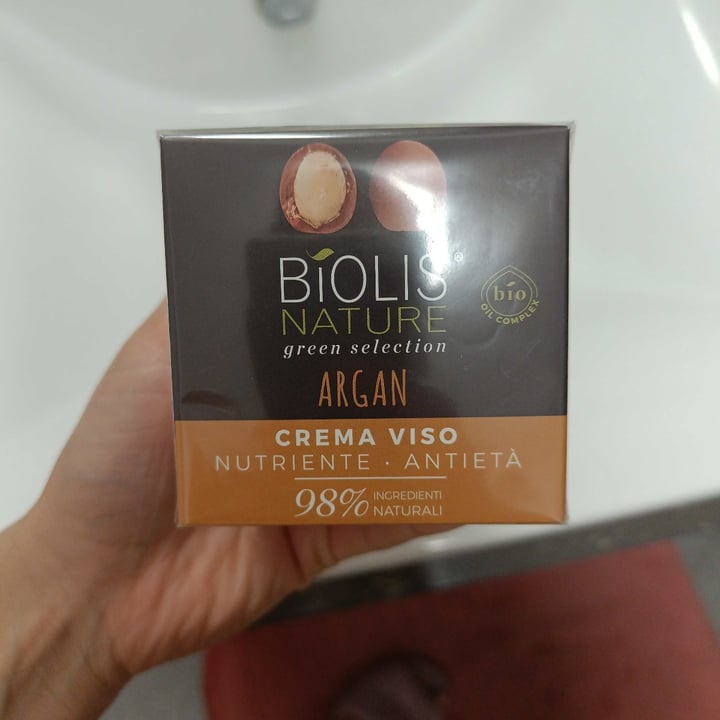 BiOLIS®
NATURE
green selection
bio
OIL COMPLEX
ARGAN
CREMA VISO
NUTRIENTE · ANTIETÀ
98% INGREDIENTI
NATURALI